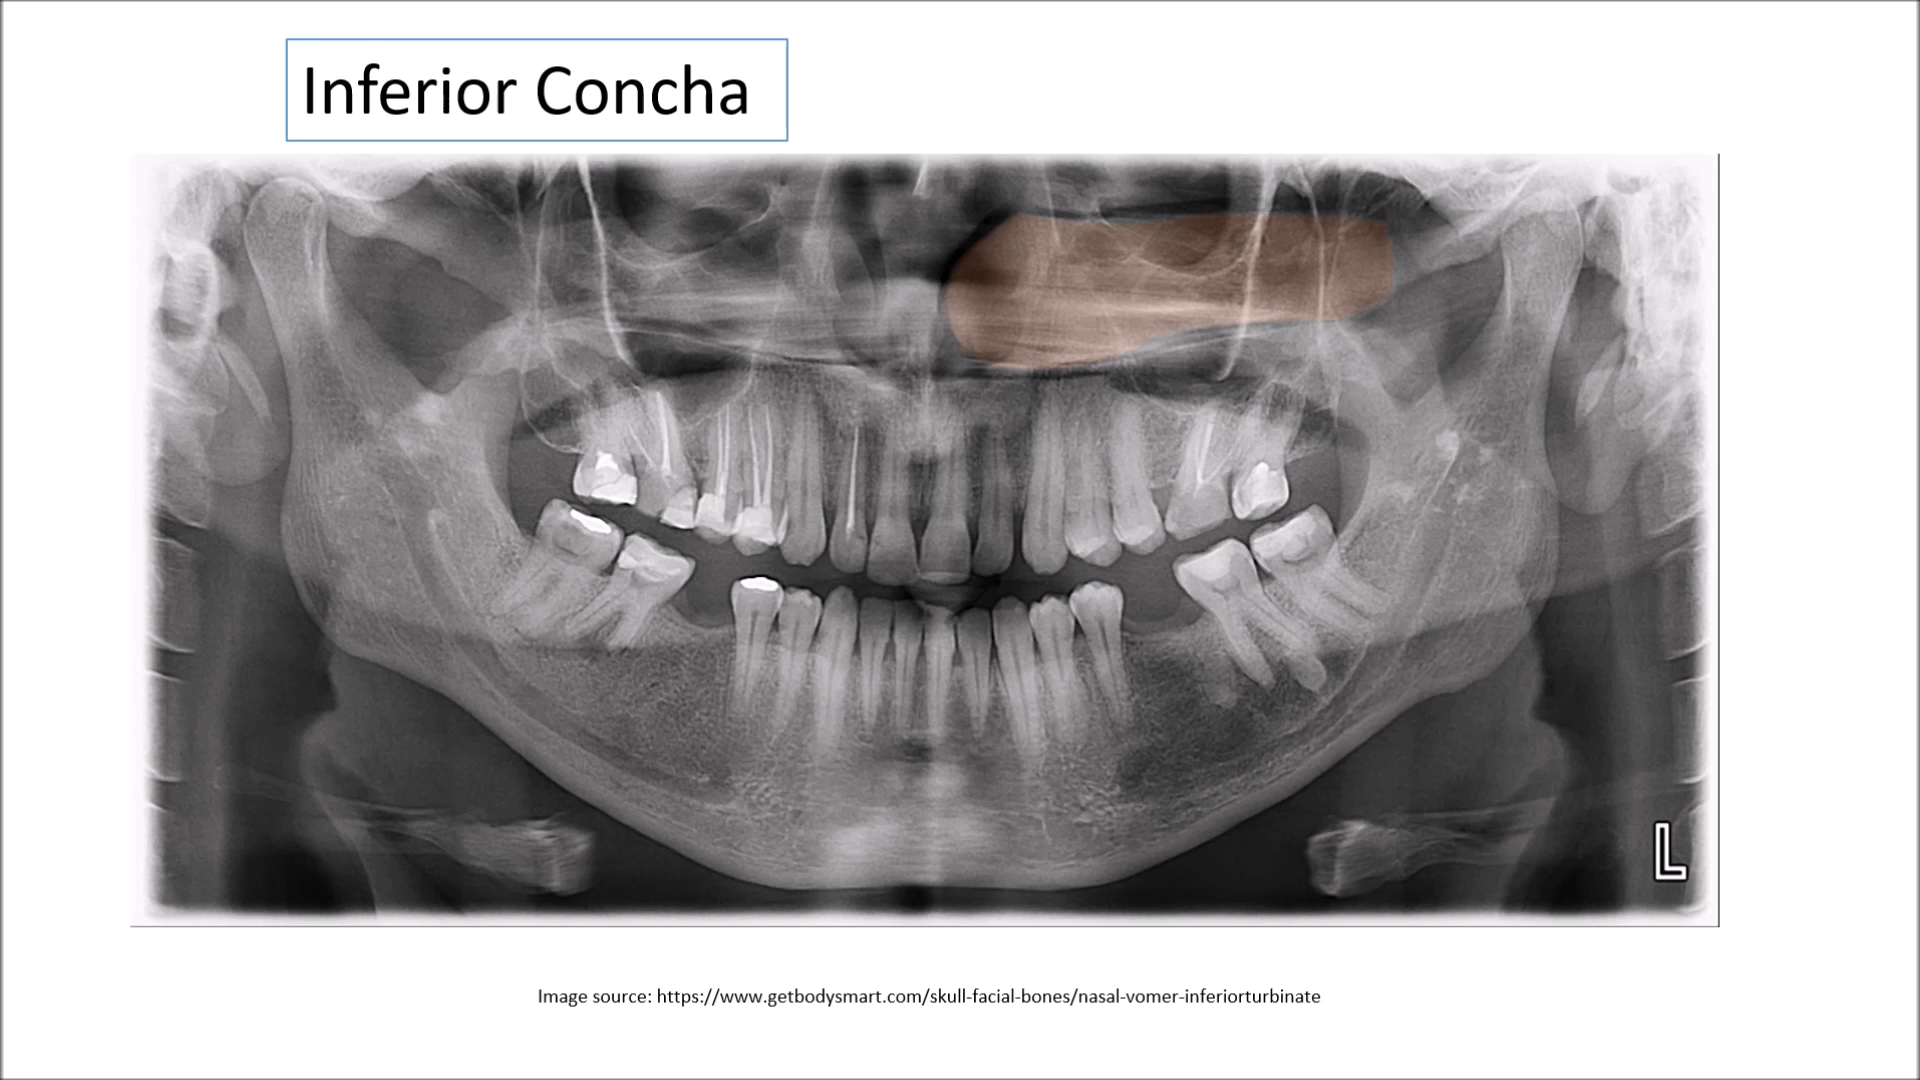 Inferior Concha
L
Image source: https://www.getbodysmart.com/skull-facial-bones/nasal-vomer-inferiorturbinate